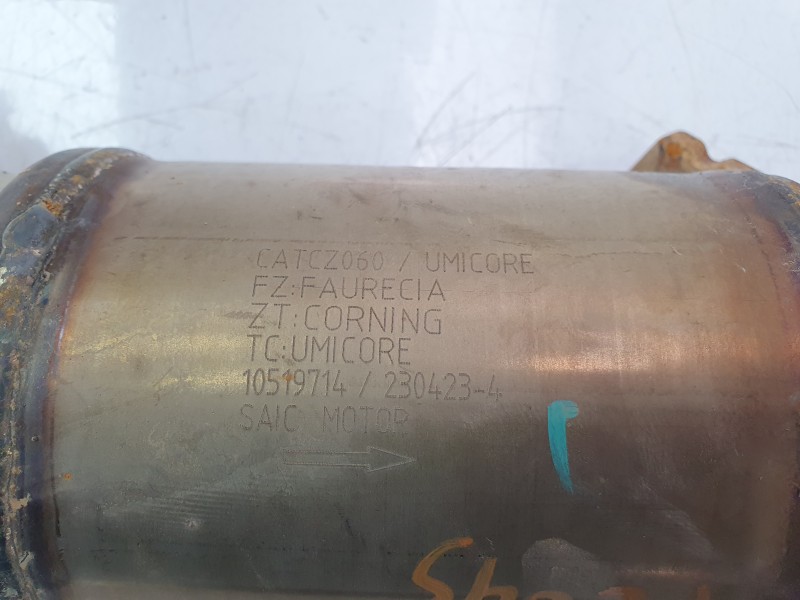 CATCZ060 / UMICORE
FZ:FAURECIA
ZT:CORNING
TC:UMICORE
10519714 / 230423-4
SAIC MOTOR